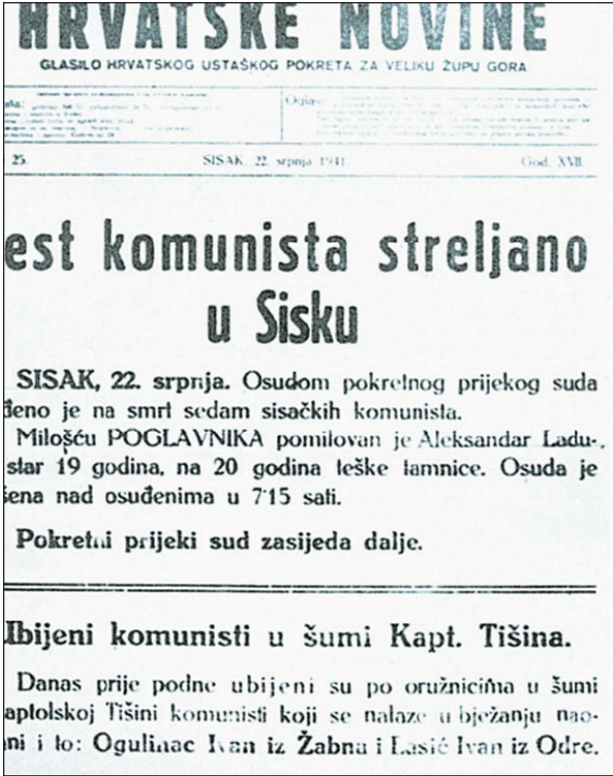 HRVATSKE NOVINE
GLASILO HRVATSKOG USTAŠKOG POKRETA ZA VELIKU ŽUPU GORA
Oglasi
25. SISAK, 22. srpnja 1941. God. XVII.
est komunista streljano
u Sisku
SISAK, 22. srpnja. Osudom pokretnog prijekog suda
đeno je na smrt sedam sisačkih komunista.
Milošću POGLAVNIKA pomilovan je Aleksandar Ladu-
star 19 godina, na 20 godina teške tamnice. Osuda je
šena nad osuđenima u 7'15 sati.
Pokretni prijeki sud zasijeda dalje.
Ubijeni komunisti u šumi Kapt. Tišina.
Danas prije podne ubijeni su po oružnicima u šumi
aptolskoj Tišini komunisti koji se nalaze u bježanju nao-
ni i to: Ogulinac Ivan iz Žabna i Lasić Ivan iz Odre.